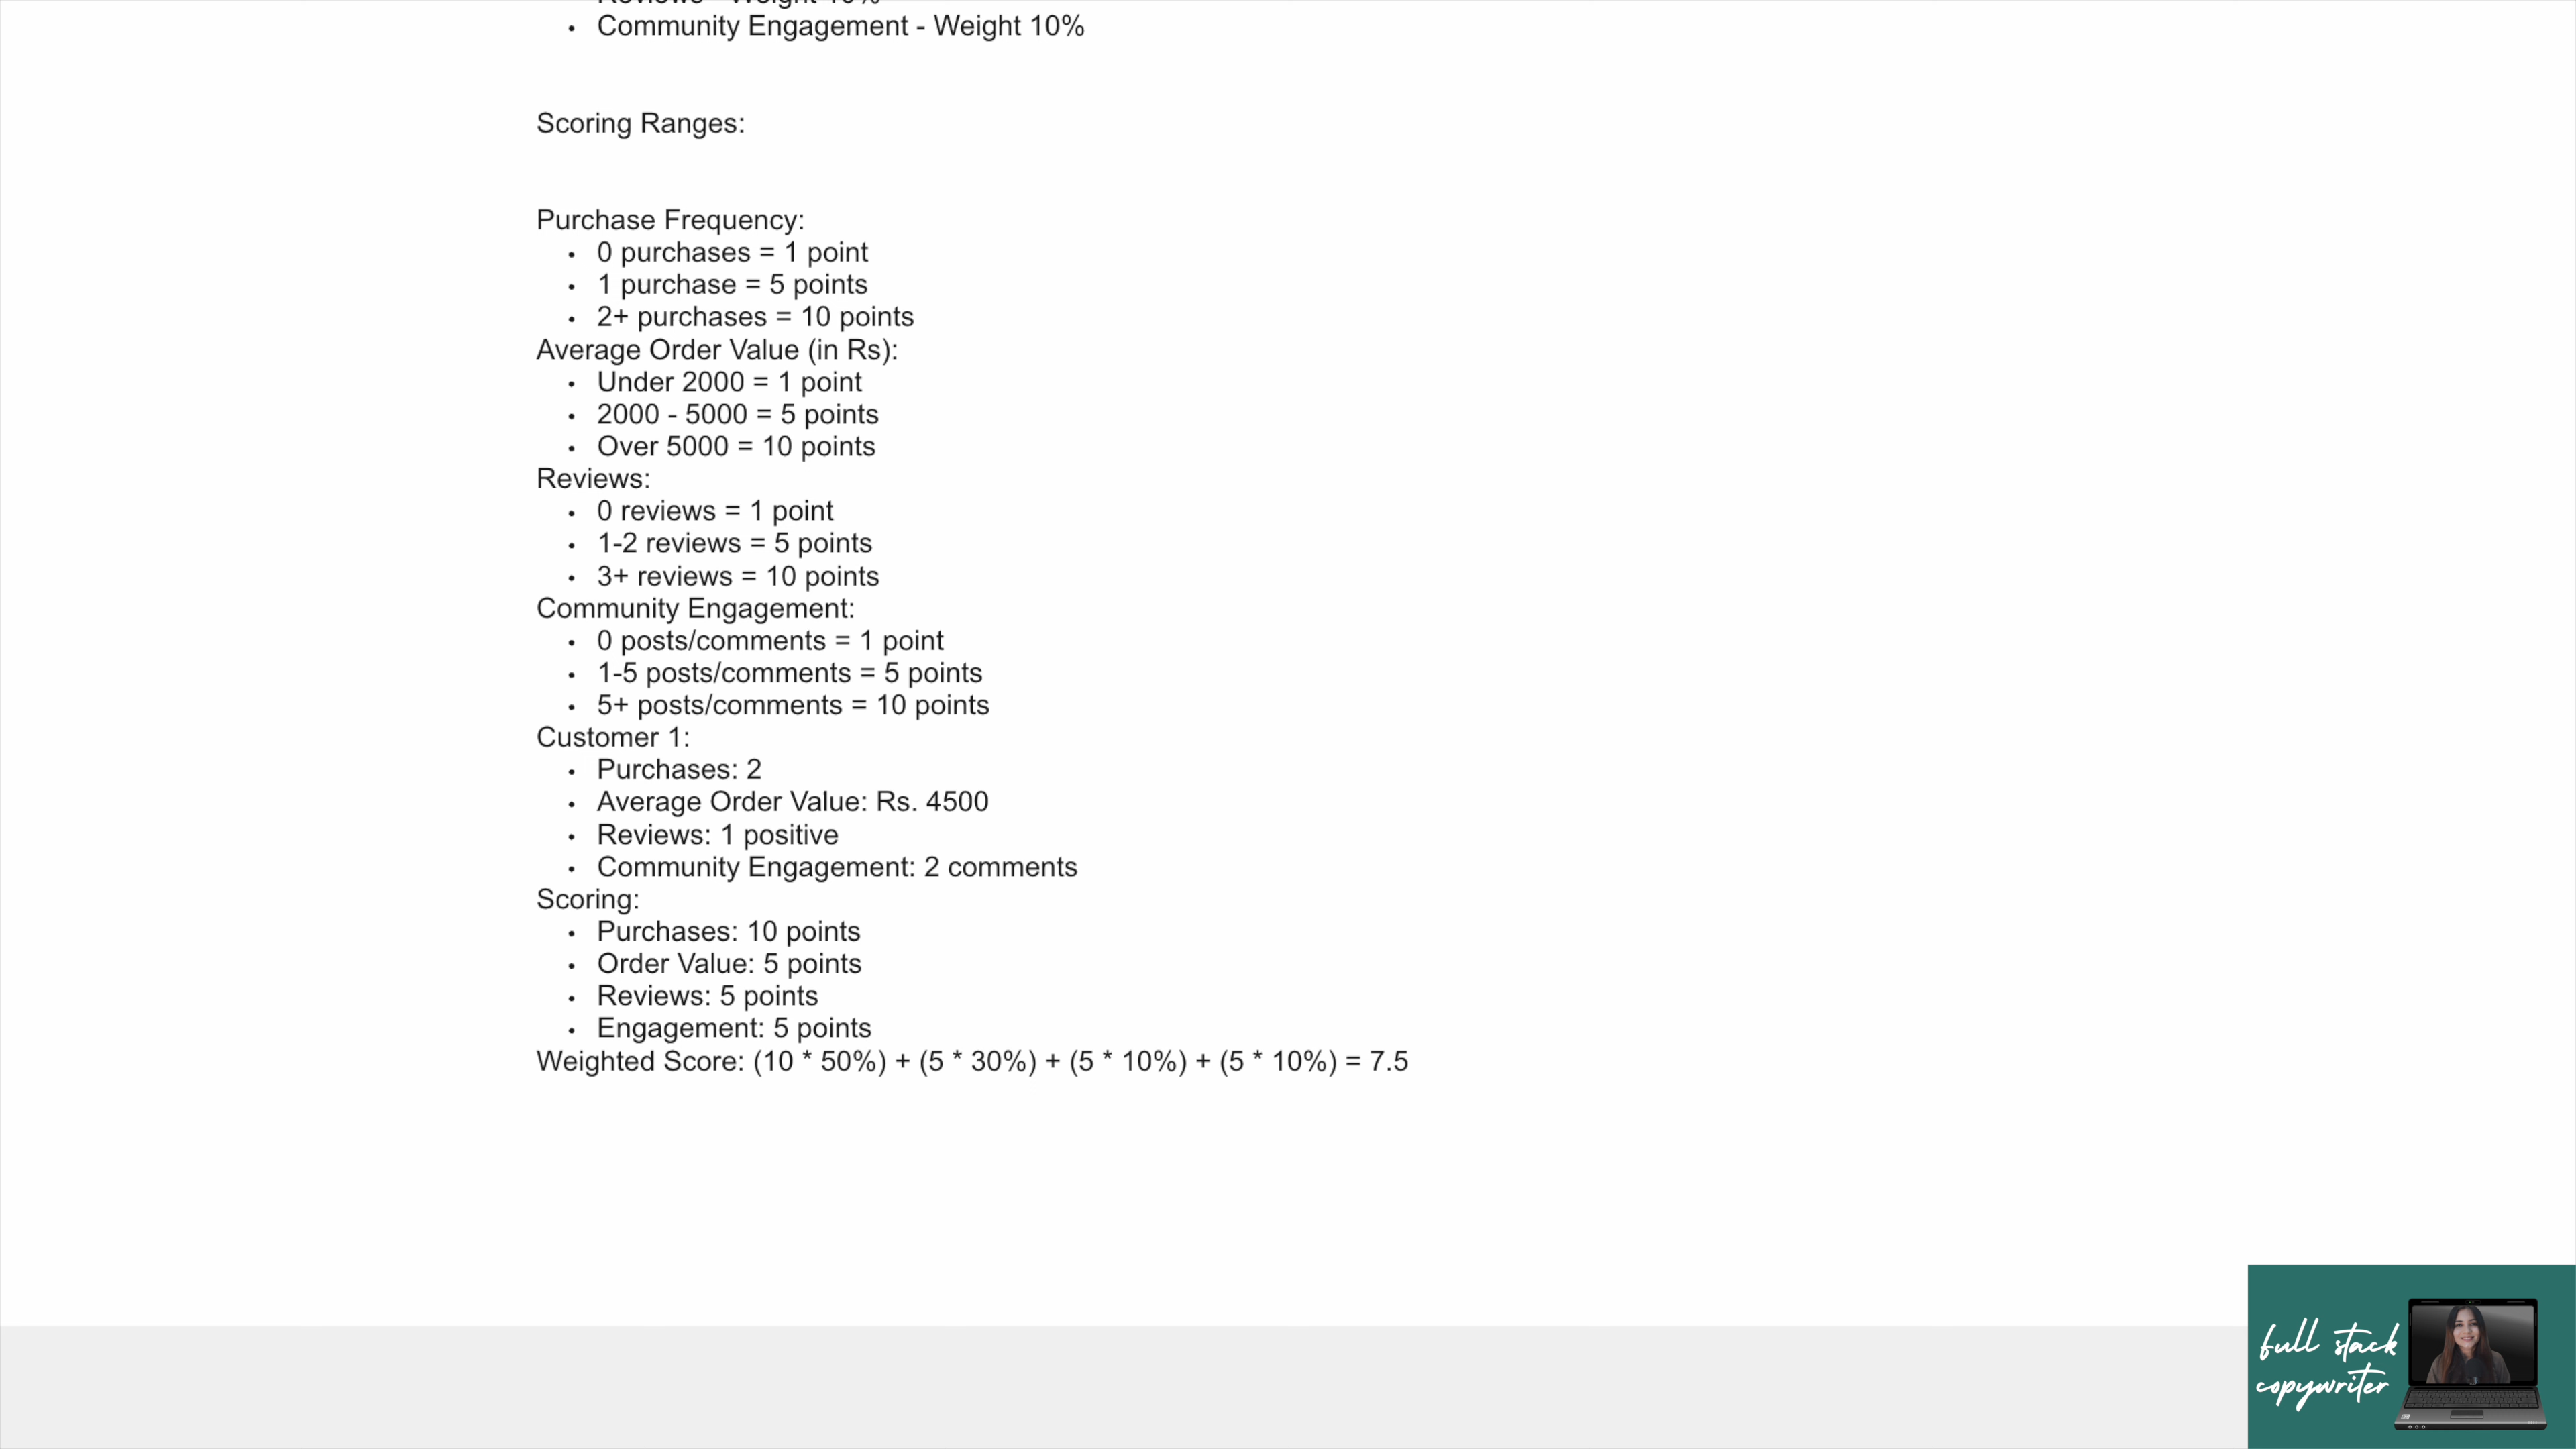 Reviews - Weight 10%
• Community Engagement - Weight 10%
Scoring Ranges:
Purchase Frequency:
• 0 purchases = 1 point
• 1 purchase = 5 points
• 2+ purchases = 10 points
Average Order Value (in Rs):
• Under 2000 = 1 point
• 2000 - 5000 = 5 points
• Over 5000 = 10 points
Reviews:
• 0 reviews = 1 point
• 1-2 reviews = 5 points
• 3+ reviews = 10 points
Community Engagement:
• 0 posts/comments = 1 point
• 1-5 posts/comments = 5 points
• 5+ posts/comments = 10 points
Customer 1:
• Purchases: 2
• Average Order Value: Rs. 4500
• Reviews: 1 positive
• Community Engagement: 2 comments
Scoring:
• Purchases: 10 points
• Order Value: 5 points
• Reviews: 5 points
• Engagement: 5 points
Weighted Score: (10 * 50%) + (5 * 30%) + (5 * 10%) + (5 * 10%) = 7.5
full stack
copywriter